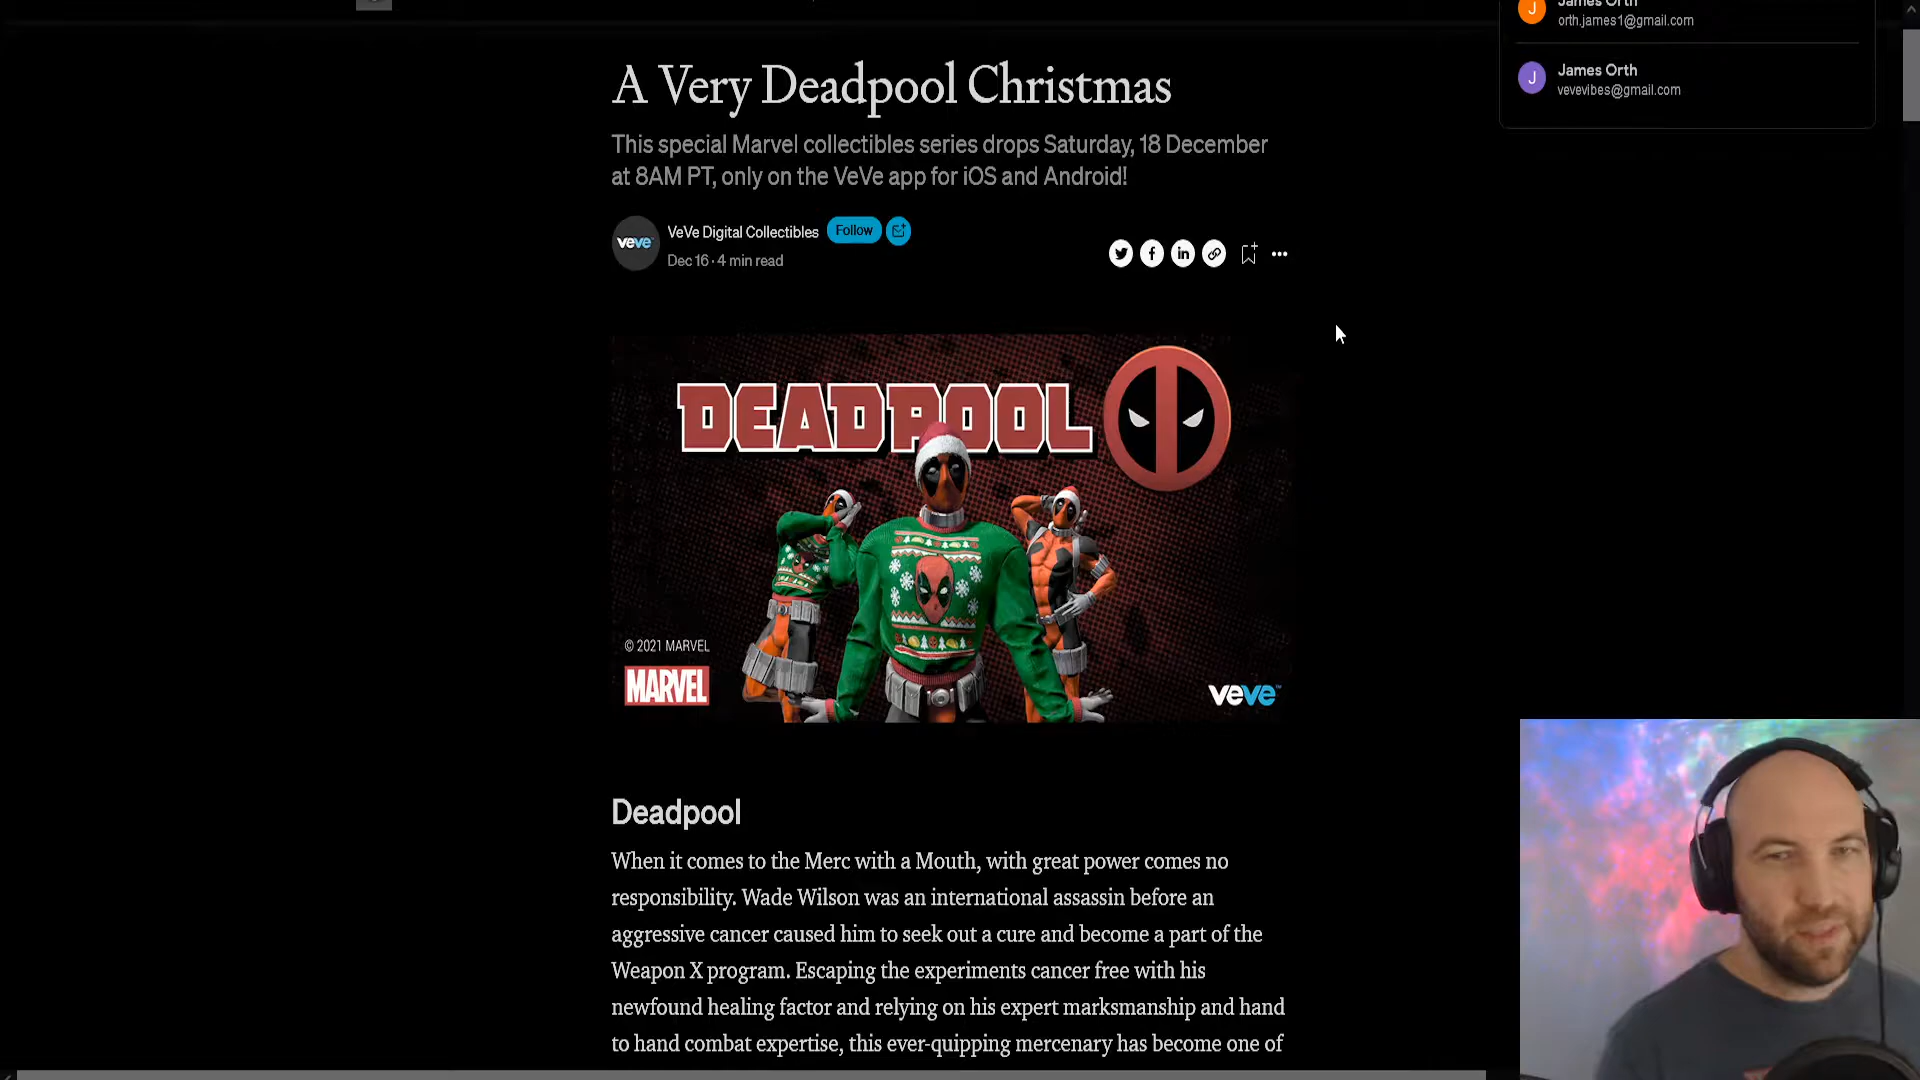 James Orth
orth.james1@gmail.com
James Orth
vevevibes@gmail.com
A Very Deadpool Christmas
This special Marvel collectibles series drops Saturday, 18 December
at 8AM PT, only on the VeVe app for iOS and Android!
veve
VeVe Digital Collectibles
Follow
Dec 16 · 4 min read
DEADPOOL
© 2021 MARVEL
MARVEL
veve
Deadpool
When it comes to the Merc with a Mouth, with great power comes no
responsibility. Wade Wilson was an international assassin before an
aggressive cancer caused him to seek out a cure and become a part of the
Weapon X program. Escaping the experiments cancer free with his
newfound healing factor and relying on his expert marksmanship and hand
to hand combat expertise, this ever-quipping mercenary has become one of